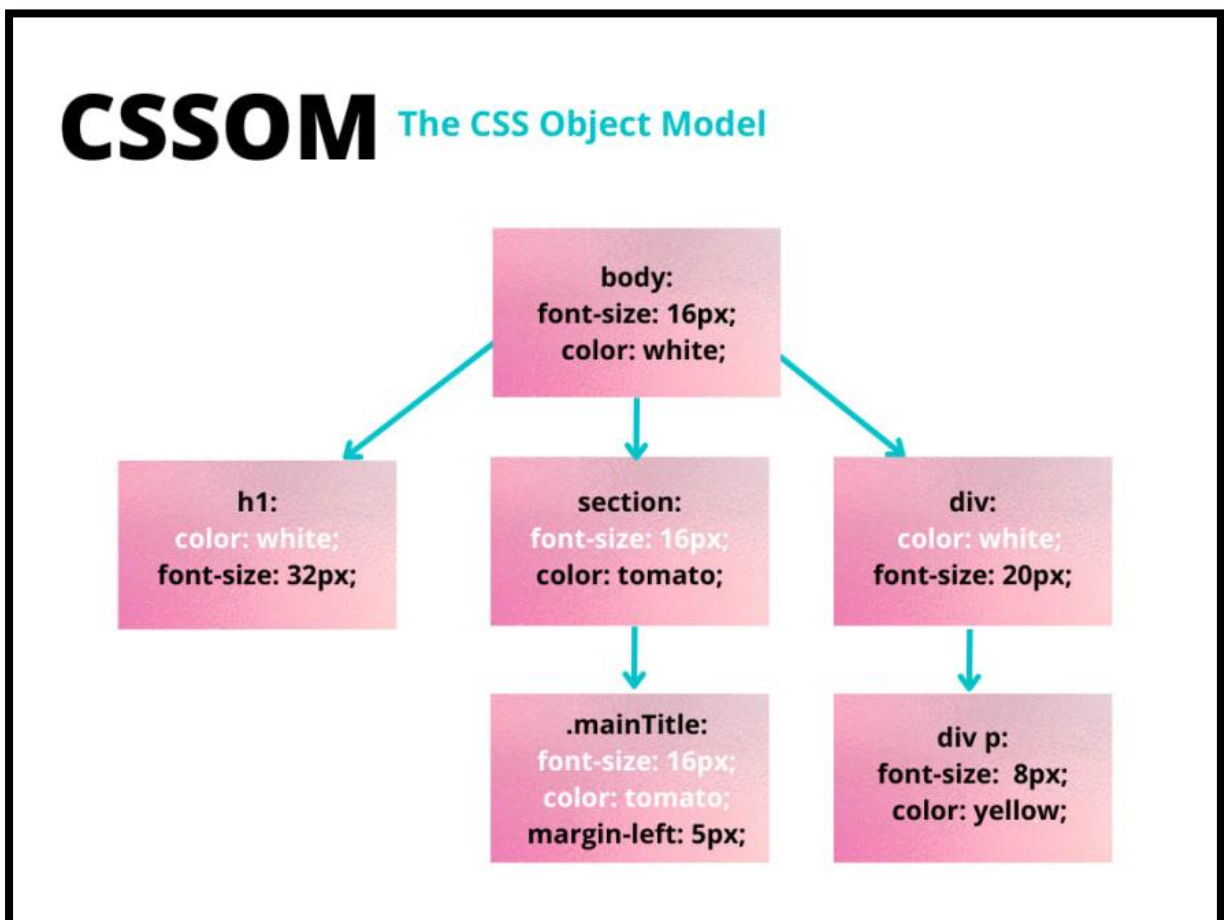 CSSOM The CSS Object Model
body:
font-size: 16px;
color: white;
h1:
color: white;
font-size: 32px;
section:
font-size: 16px;
color: tomato;
div:
color: white;
font-size: 20px;
.mainTitle:
font-size: 16px;
color: tomato;
margin-left: 5px;
div p:
font-size: 8px;
color: yellow;